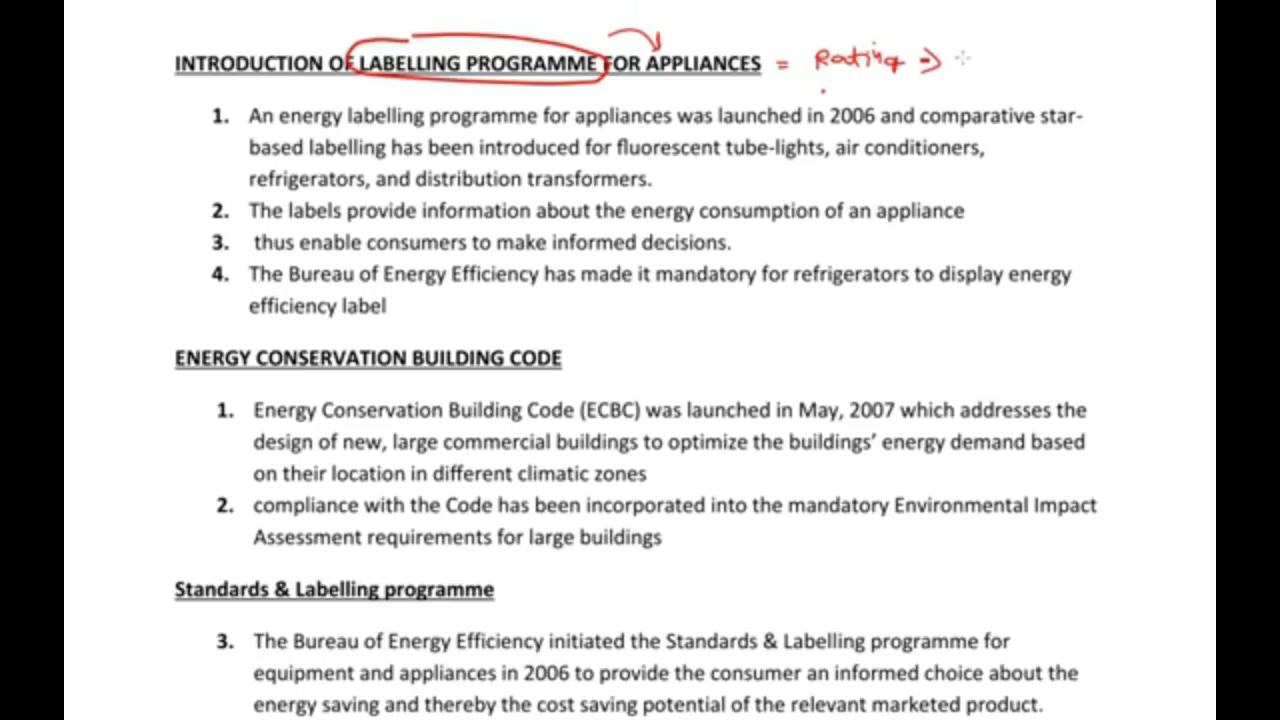 INTRODUCTION OF LABELLING PROGRAMME FOR APPLIANCES = Rating →
1. An energy labelling programme for appliances was launched in 2006 and comparative star-
based labelling has been introduced for fluorescent tube-lights, air conditioners,
refrigerators, and distribution transformers.
2. The labels provide information about the energy consumption of an appliance
3. thus enable consumers to make informed decisions.
4. The Bureau of Energy Efficiency has made it mandatory for refrigerators to display energy
efficiency label
ENERGY CONSERVATION BUILDING CODE
1. Energy Conservation Building Code (ECBC) was launched in May, 2007 which addresses the
design of new, large commercial buildings to optimize the buildings’ energy demand based
on their location in different climatic zones
2. compliance with the Code has been incorporated into the mandatory Environmental Impact
Assessment requirements for large buildings
Standards & Labelling programme
3. The Bureau of Energy Efficiency initiated the Standards & Labelling programme for
equipment and appliances in 2006 to provide the consumer an informed choice about the
energy saving and thereby the cost saving potential of the relevant marketed product.